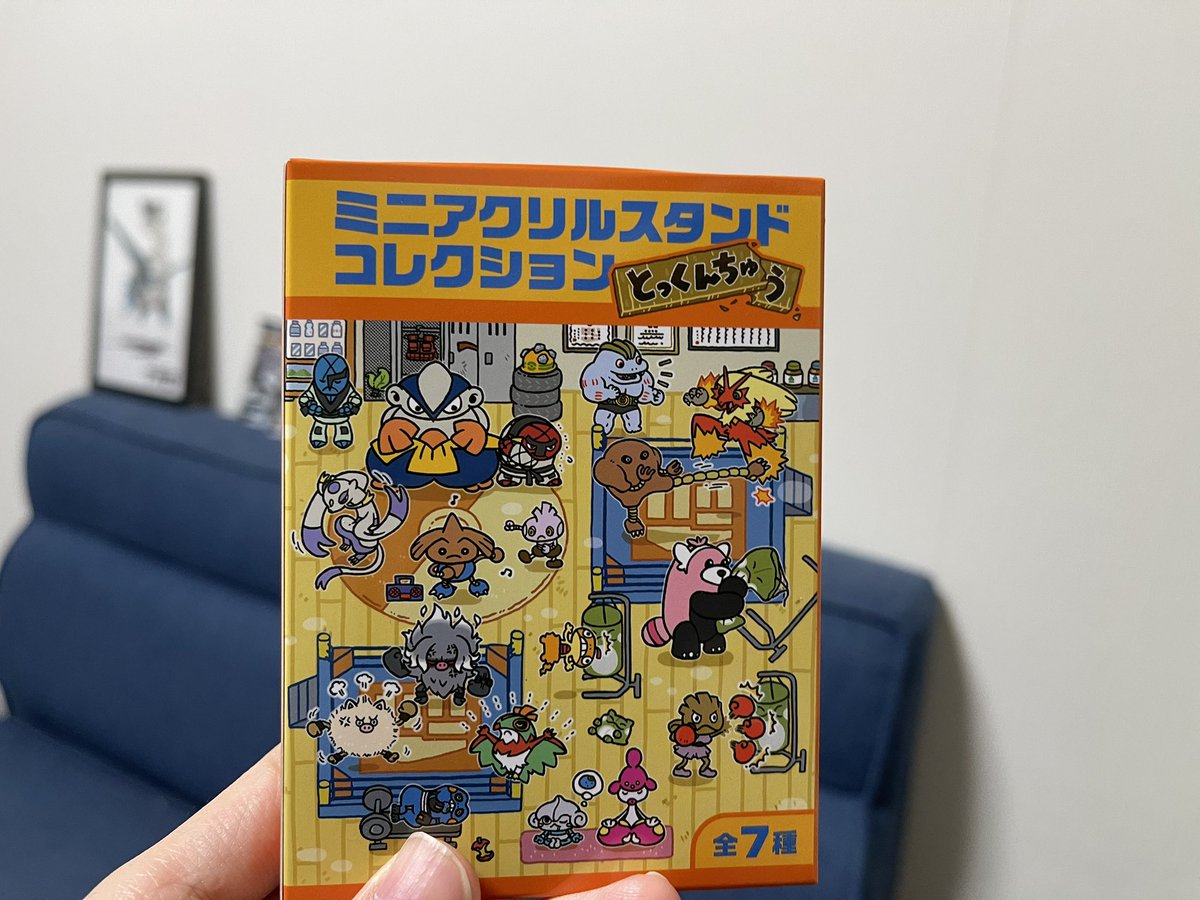 ミニアクリルスタンド
コレクション
とっくんちゅう
全7種